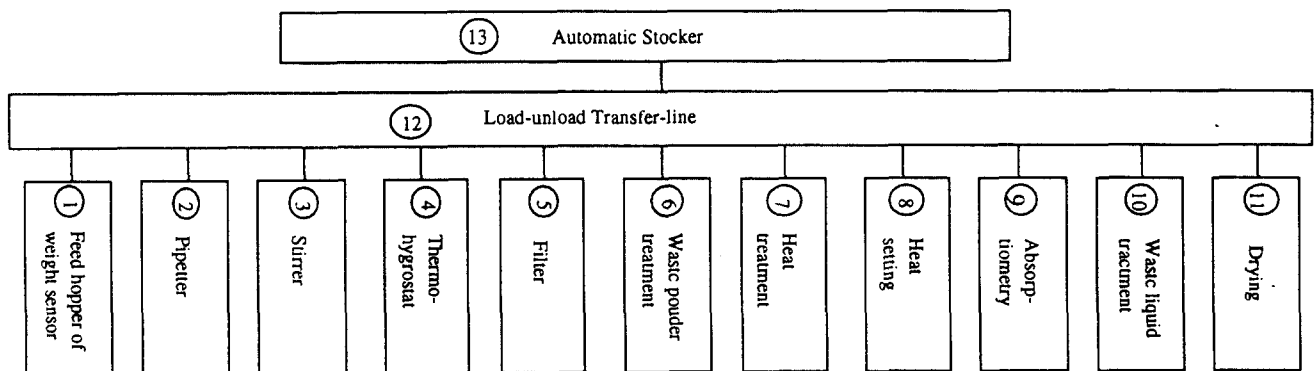 13 Automatic Stocker
12 Load-unload Transfer-line
1 Feed hopper of
weight sensor
2 Pipetter
3 Stirrer
4 Thermo-
hygrostat
5 Filter
6 Wastc pouder
treatment
7 Heat
treatment
8 Heat
setting
9 Absorp-
tiometry
10 Wastc liquid
tractment
11 Drying